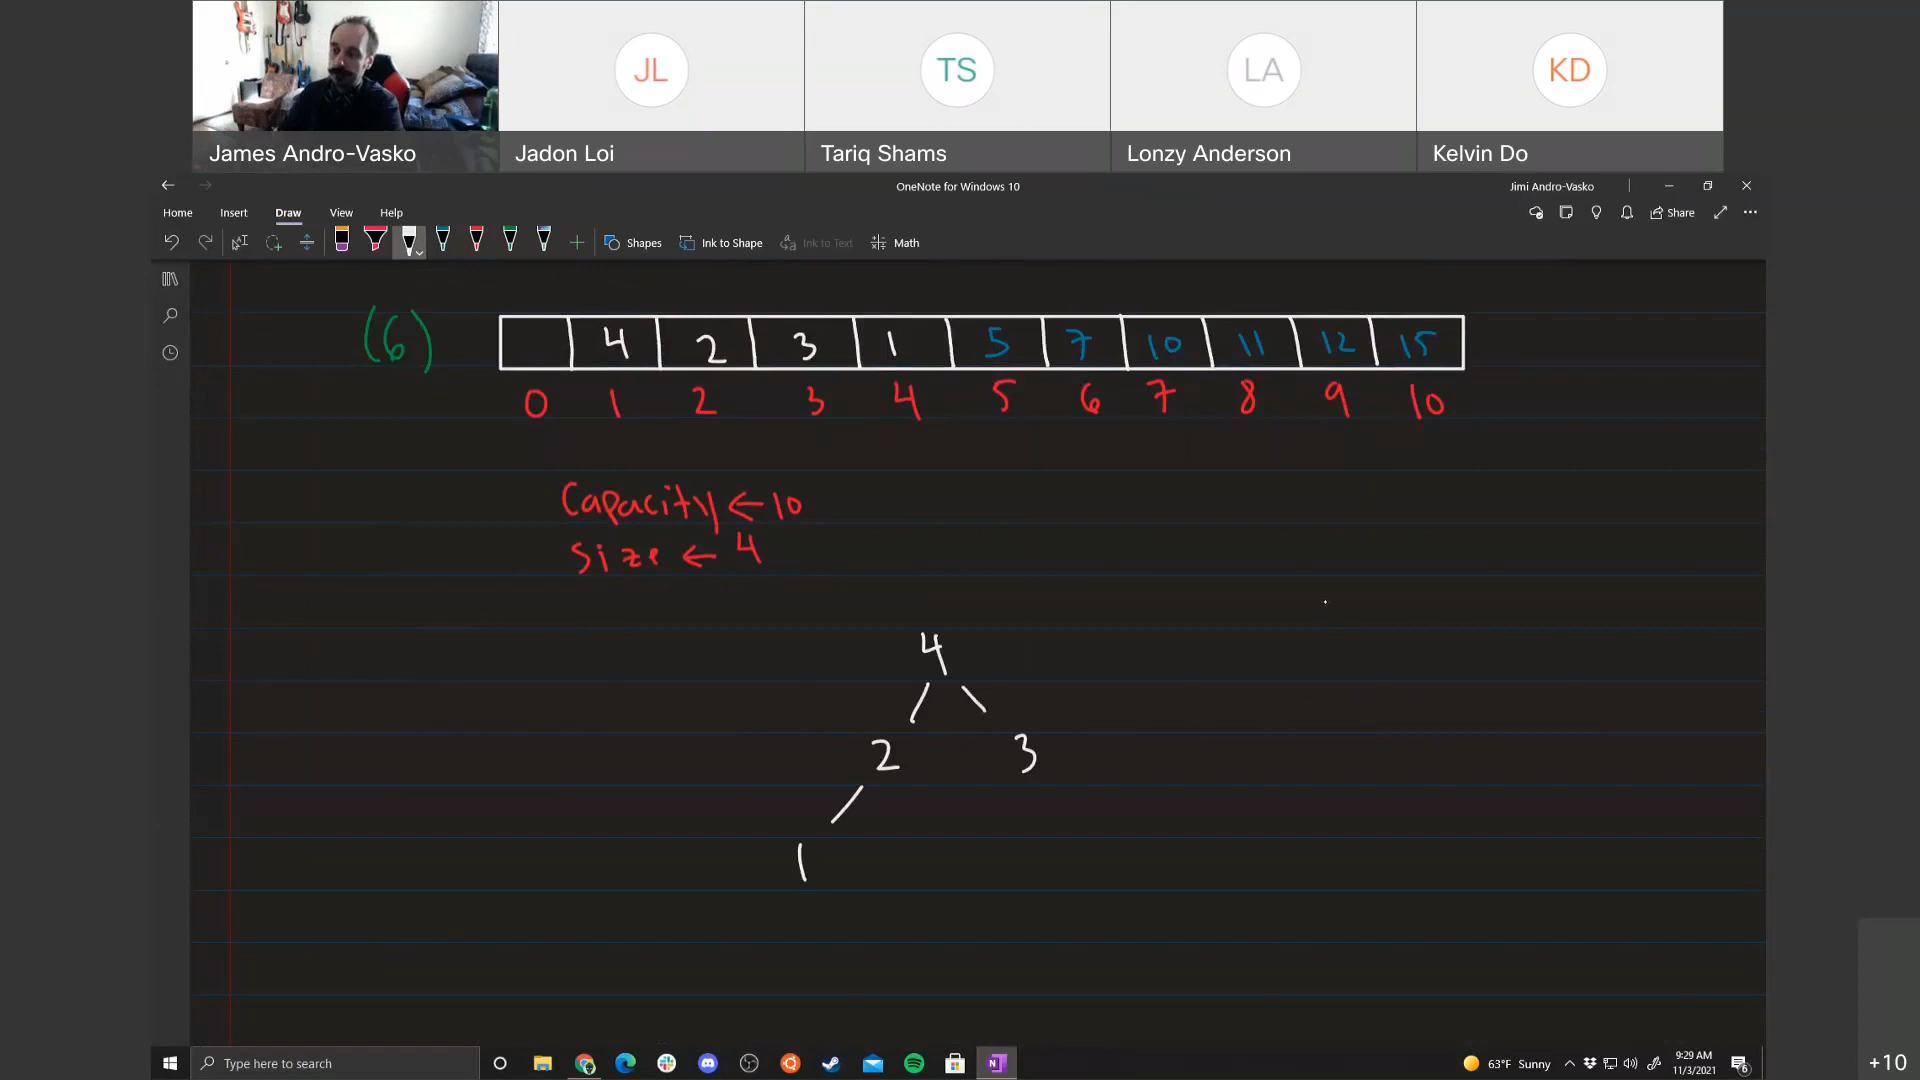 JL
TS
LA
KD
James Andro-Vasko
Jadon Loi
Tariq Shams
Lonzy Anderson
Kelvin Do
OneNote for Windows 10
Jimi Andro-Vasko
Home Insert Draw View Help
Share
Shapes Ink to Shape Ink to Text Math
(6)
4 2 3 1 5 7 10 11 12 15
0 1 2 3 4 5 6 7 8 9 10
Capacity ← 10
Size ← 4
4
2 3
1
Type here to search
63°F Sunny
9:29 AM
11/3/2021
6
+10